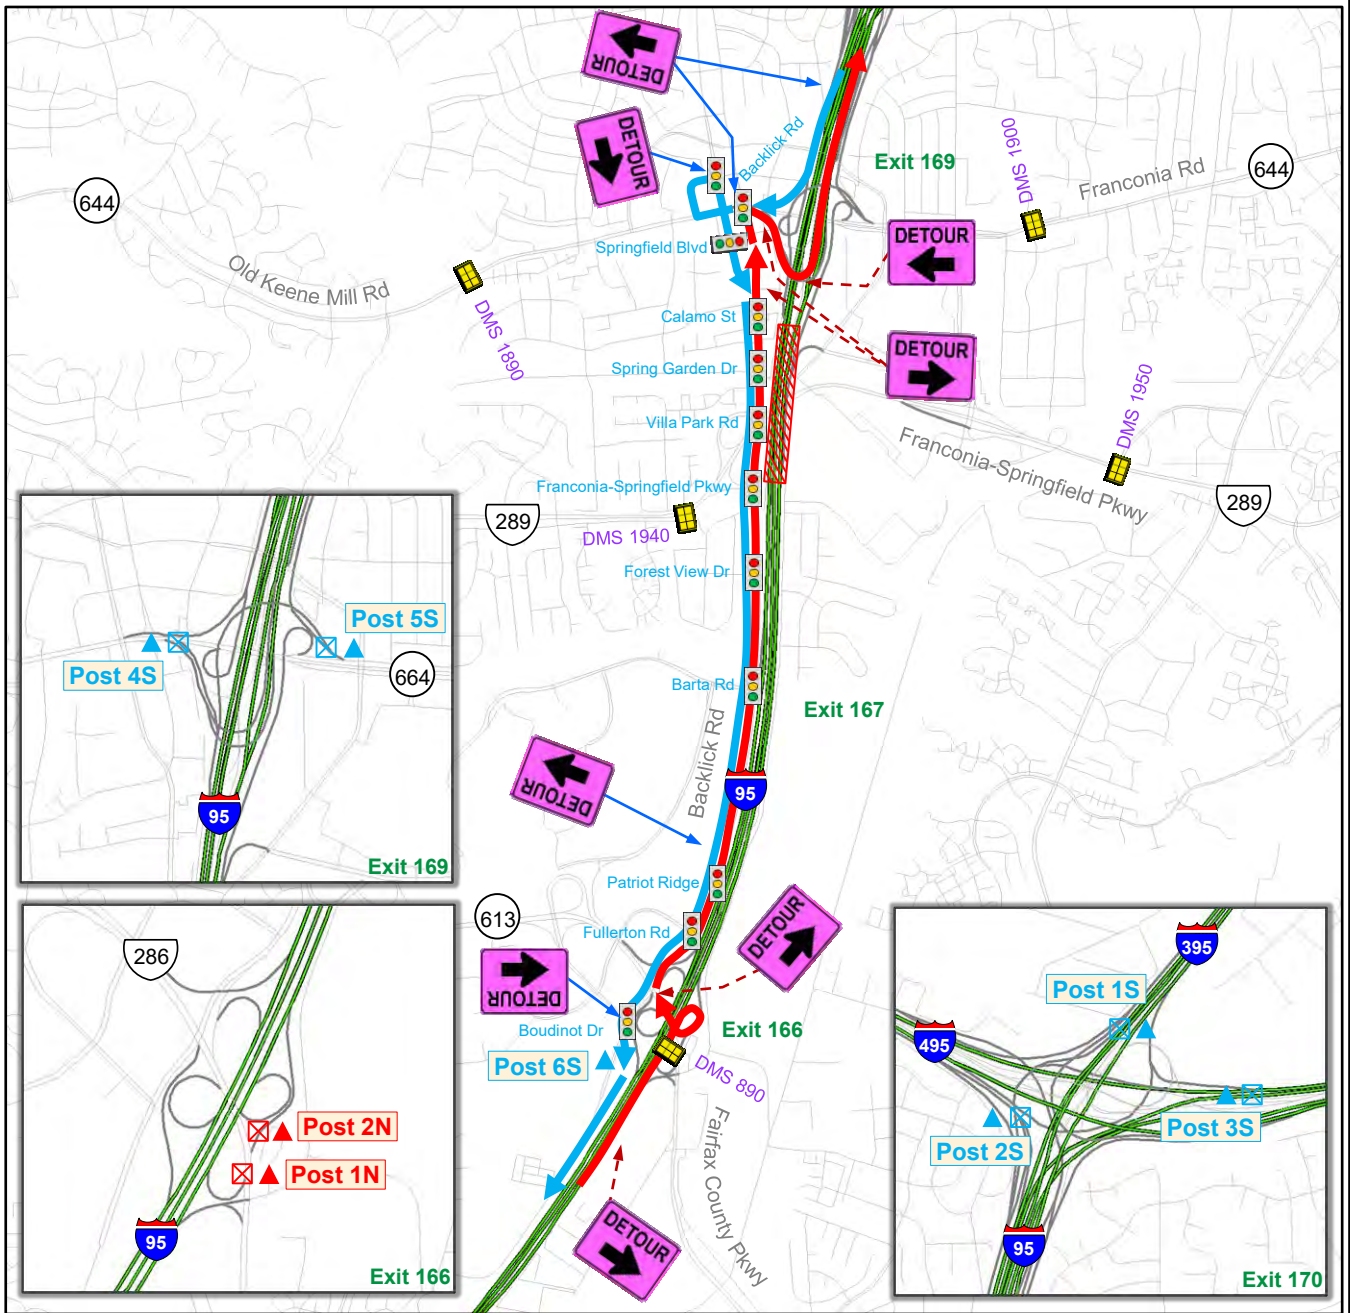 DETOUR
DETOUR
Backlick Rd
Exit 169
DMS 1900
Franconia Rd
644
644
Springfield Blvd
DETOUR
Old Keene Mill Rd
DMS 1890
Calamo St
Spring Garden Dr
DETOUR
Villa Park Rd
DMS 1950
Franconia-Springfield Pkwy
Franconia-Springfield Pkwy
289
289
DMS 1940
Forest View Dr
Barta Rd
Exit 167
Backlick Rd
95
DETOUR
Patriot Ridge
613
Fullerton Rd
DETOUR
DETOUR
Boudinot Dr
Exit 166
Post 6S
DMS 890
Fairfax County Pkwy
DETOUR
Post 5S
Post 4S
664
95
Exit 169
286
Post 2N
Post 1N
95
Exit 166
395
Post 1S
495
Post 3S
Post 2S
95
Exit 170